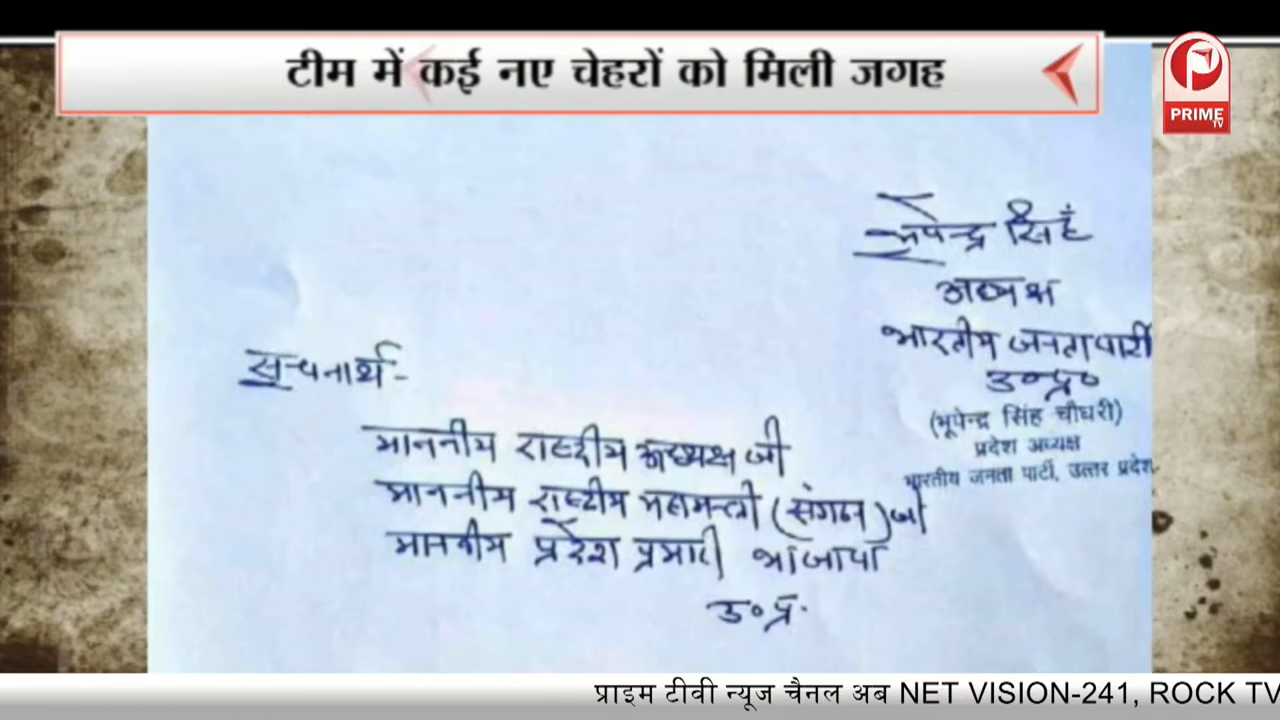 टीम में कई नए चेहरों को मिली जगह
PRIME
TV
भूपेन्द्र सिंह
अध्यक्ष
भारतीय जनता पार्टी
उ०प्र०
(भूपेन्द्र सिंह चौधरी)
प्रदेश अध्यक्ष
भारतीय जनता पार्टी, उत्तर प्रदेश
सूचनार्थ -
माननीय राष्ट्रीय अध्यक्ष जी
माननीय राष्ट्रीय महामन्त्री (संगठन) जी
माननीय प्रदेश प्रभारी भाजपा
उ०प्र.
प्राइम टीवी न्यूज चैनल अब NET VISION-241, ROCK TV